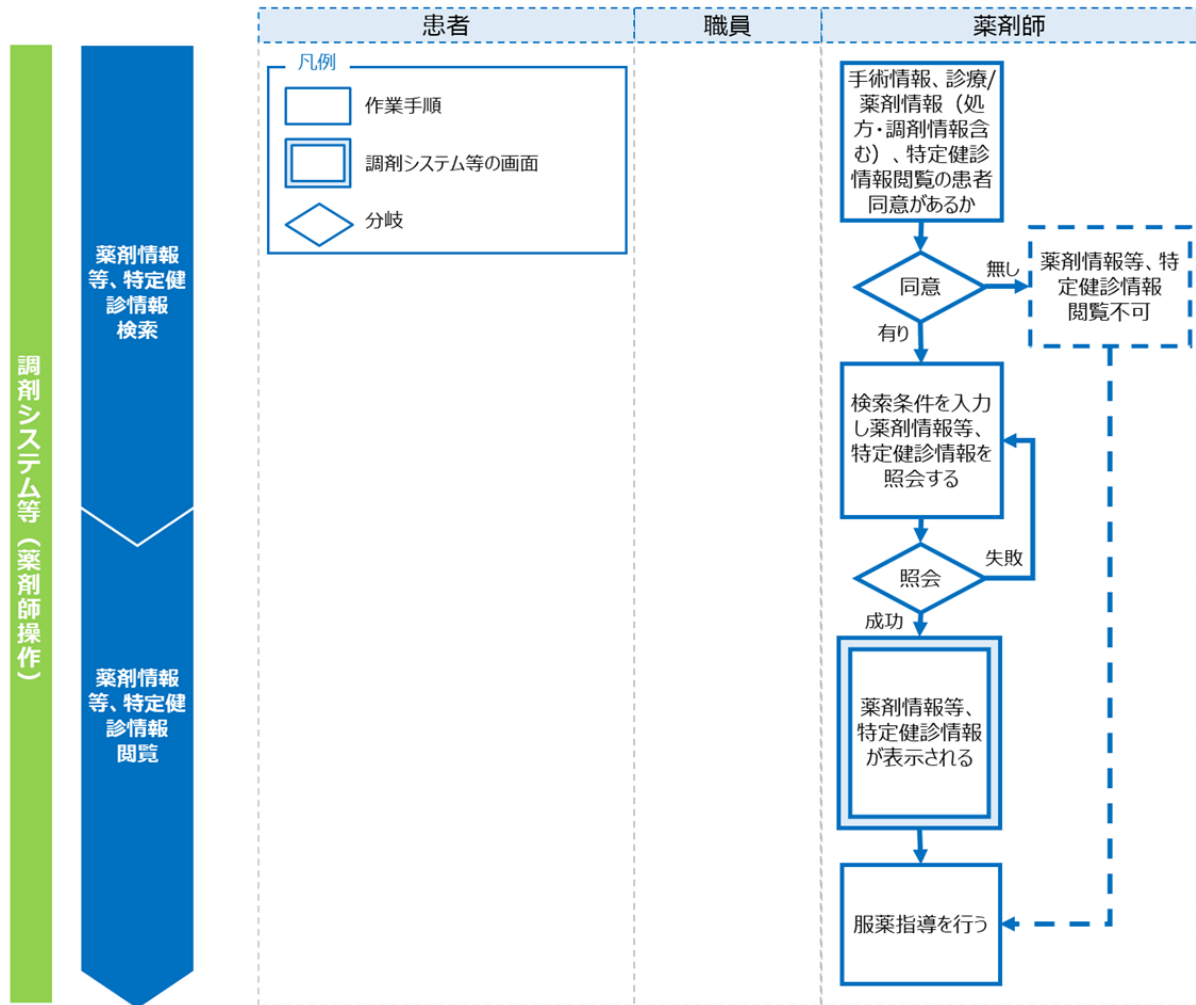 患者
職員
薬剤師
調剤システム等（薬剤師操作）
薬剤情報
等、特定健
診情報
検索
薬剤情報
等、特定健
診情報
閲覧
凡例
作業手順
調剤システム等の画面
分岐
手術情報、診療/
薬剤情報（処
方・調剤情報含
む）、特定健診
情報閲覧の患者
同意があるか
同意
無し
薬剤情報等、特
定健診情報
閲覧不可
有り
検索条件を入力
し薬剤情報等、
特定健診情報を
照会する
照会
失敗
成功
薬剤情報等、
特定健診情報
が表示される
服薬指導を行う